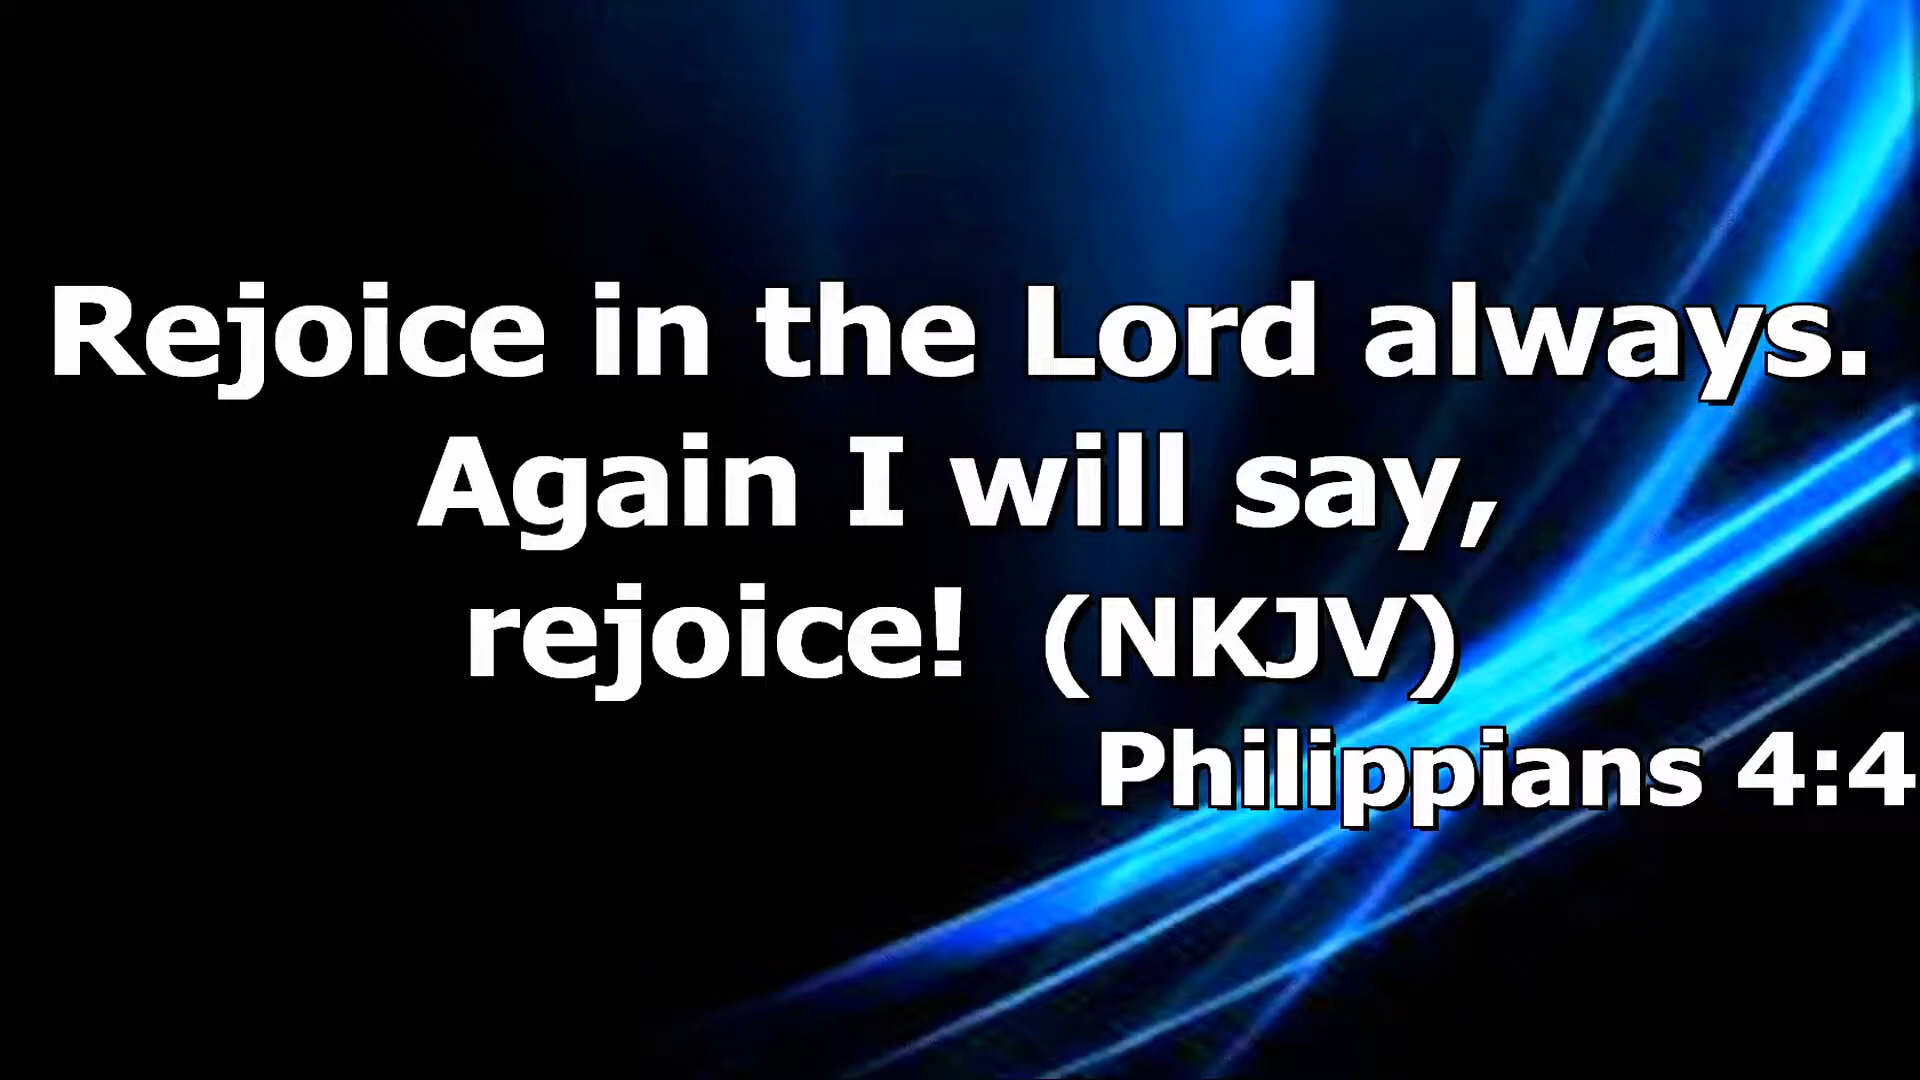 Rejoice in the Lord always.
Again I will say,
rejoice! (NKJV)
Philippians 4:4